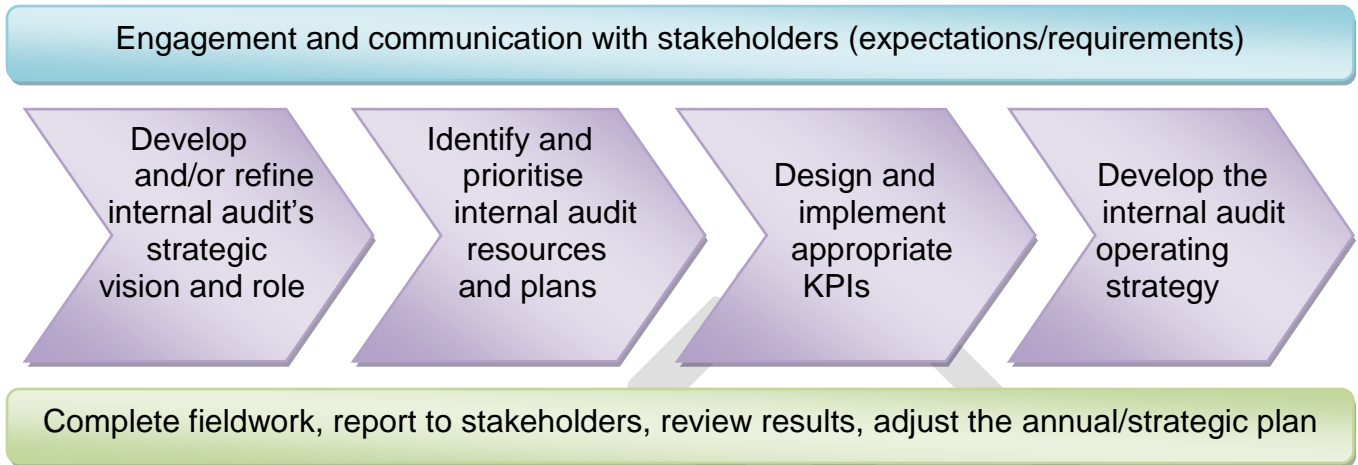 Engagement and communication with stakeholders (expectations/requirements)
Develop
and/or refine
internal audit’s
strategic
vision and role
Identify and
prioritise
internal audit
resources
and plans
Design and
implement
appropriate
KPIs
Develop the
internal audit
operating
strategy
Complete fieldwork, report to stakeholders, review results, adjust the annual/strategic plan